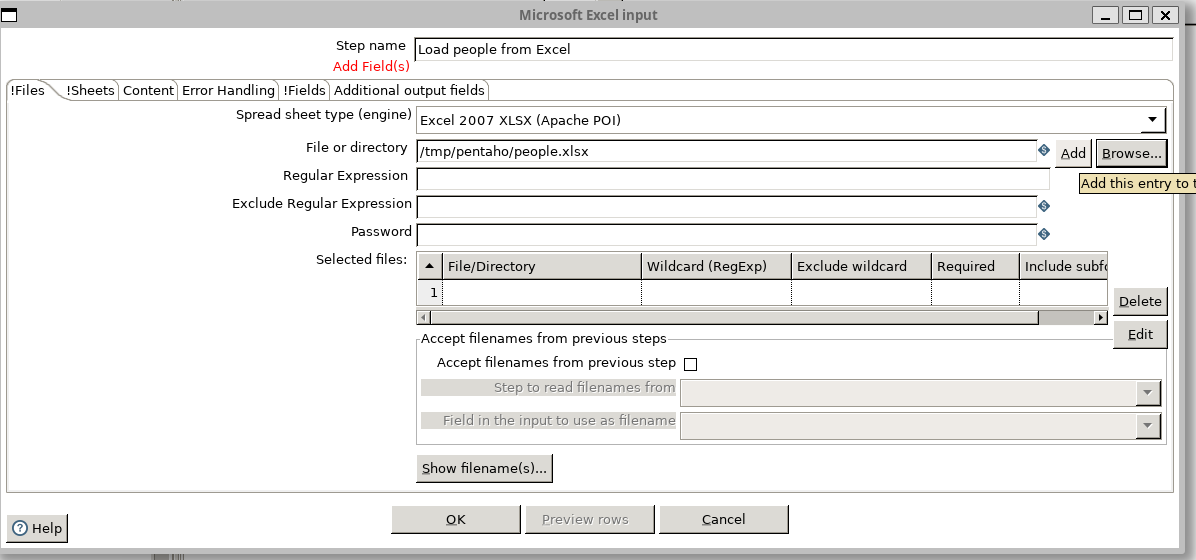 Microsoft Excel input
Step name Load people from Excel
Add Field(s)
!Files !Sheets Content Error Handling !Fields Additional output fields
Spread sheet type (engine) Excel 2007 XLSX (Apache POI)
File or directory /tmp/pentaho/people.xlsx Add Browse...
Regular Expression
Add this entry to t
Exclude Regular Expression
Password
Selected files:
File/Directory Wildcard (RegExp) Exclude wildcard Required Include subfo
1
Delete
Edit
Accept filenames from previous steps
Accept filenames from previous step
Step to read filenames from
Field in the input to use as filename
Show filename(s)...
Help OK Preview rows Cancel